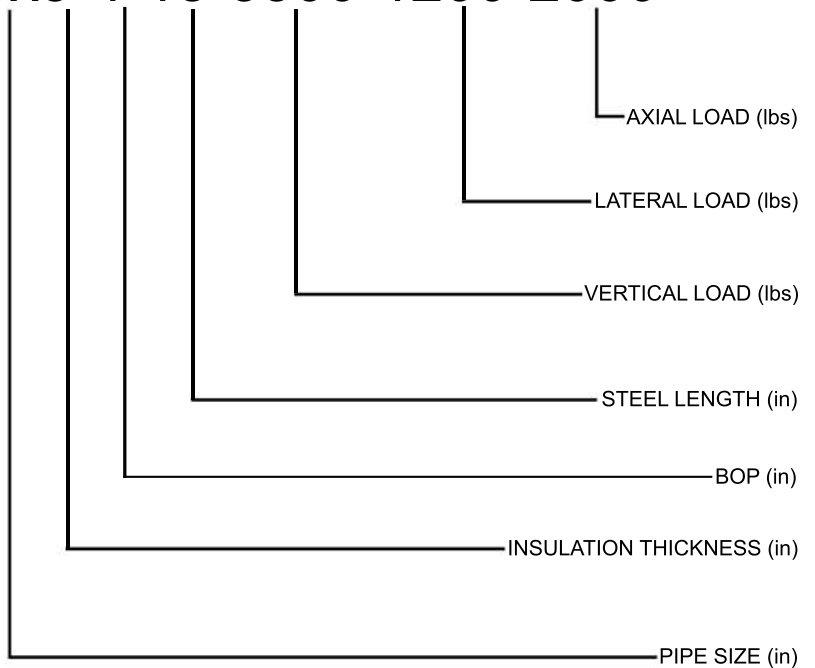 AXIAL LOAD (lbs)
LATERAL LOAD (lbs)
VERTICAL LOAD (lbs)
STEEL LENGTH (in)
BOP (in)
INSULATION THICKNESS (in)
PIPE SIZE (in)